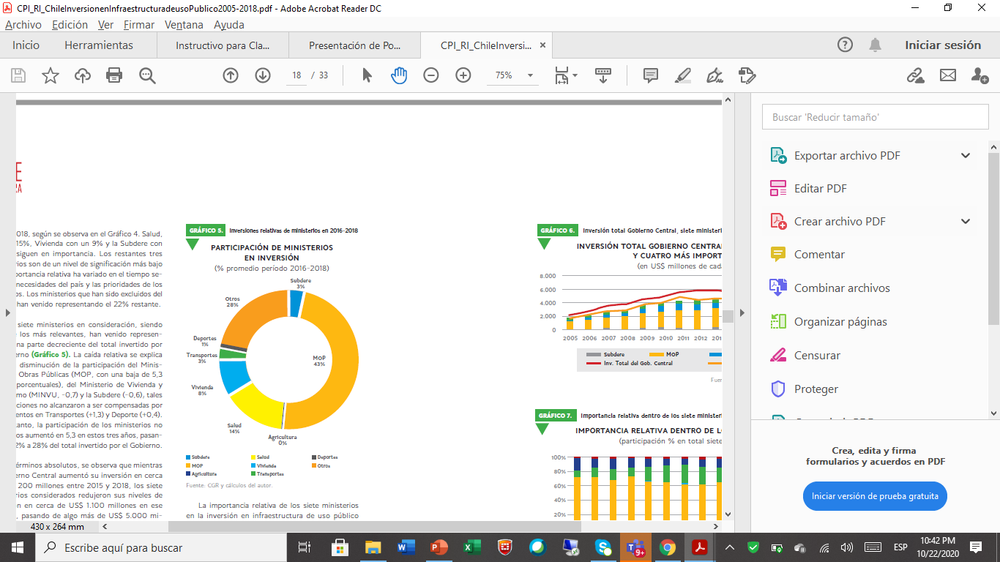 CPI_RI_ChileInversionenInfraestructuradeusoPublico2005-2018.pdf - Adobe Acrobat Reader DC
Archivo Edición Ver Firmar Ventana Ayuda
Inicio Herramientas Instructivo para Cla... Presentación de Po... CPI_RI_ChileInversi... × Iniciar sesión
18 / 33 75%
Buscar 'Reducir tamaño'
Exportar archivo PDF
Editar PDF
Crear archivo PDF
Comentar
Combinar archivos
Organizar páginas
Censurar
Proteger
Crea, edita y firma
formularios y acuerdos en PDF
Iniciar versión de prueba gratuita
E
RA
018, según se observa en el Gráfico 4. Salud,
15%, Vivienda con un 9% y la Subdere con
siguen en importancia. Los restantes tres
rios son de un nivel de significación más bajo
portancia relativa ha variado en el tiempo se-
necesidades del país y las prioridades de los
os. Los ministerios que han sido excluidos del
han venido representando el 22% restante.
siete ministerios en consideración, siendo
los más relevantes, han venido represen-
na parte decreciente del total invertido por
erno (Gráfico 5). La caída relativa se explica
disminución de la participación del Minis-
Obras Públicas (MOP, con una baja de 5,3
porcentuales), del Ministerio de Vivienda y
mo (MINVU, -0,7) y la Subdere (-0,6); tales
ciones no alcanzaron a ser compensadas por
entos en Transportes (+1,3) y Deporte (+0,4).
anto, la participación de los ministerios no
os aumentó en 5,3 en estos tres años, pasan-
2% a 28% del total invertido por el Gobierno.
érminos absolutos, se observa que mientras
erno Central aumentó su inversión en cerca
200 millones entre 2015 y 2018, los siete
rios considerados redujeron sus niveles de
n en cerca de US$ 1.100 millones en ese
, pasando de algo más de US$ 5.000 mi-
GRÁFICO 5. Inversiones relativas de ministerios en 2016-2018
PARTICIPACIÓN DE MINISTERIOS
EN INVERSIÓN
(% promedio período 2016-2018)
Subdere
3%
Otros
28%
Deportes
1%
Transportes
3%
MOP
43%
Vivienda
8%
Salud
14%
Agricultura
0%
Subdere Salud Deportes
MOP Vivienda Otros
Agricultura Transportes
Fuente: CGR y cálculos del autor.
La importancia relativa de los siete ministerios
en la inversión en infraestructura de uso público
GRÁFICO 6. Inversión total Gobierno Central, siete minister
INVERSIÓN TOTAL GOBIERNO CENTRA
Y CUATRO MÁS IMPORT
(en US$ millones de cad
8.000
6.000
4.000
2.000
0
2005 2006 2007 2008 2009 2010 2011 2012 201
Subdere MOP
Inv. Total del Gob. Central
Fuen
GRÁFICO 7. Importancia relativa dentro de los siete minister
IMPORTANCIA RELATIVA DENTRO DE L
(participación % en total siete
100%
80%
60%
40%
20%
430 x 264 mm
Escribe aquí para buscar
9+
ESP
10:42 PM
10/22/2020